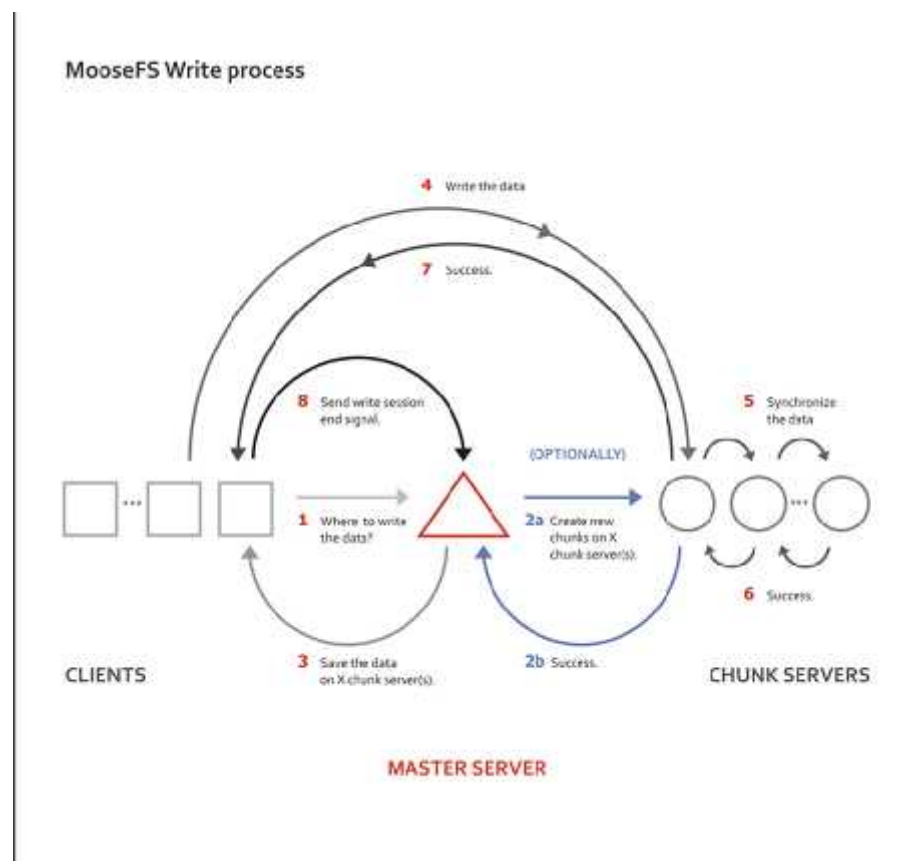 MooseFS Write process
4 Write the data
7 Success.
8 Send write session
end signal.
5 Synchronize
the data
(OPTIONALLY)
...
...
1 Where to write
the data?
2a Create new
chunks on X
chunk server(s).
6 Success.
3 Save the data
on X chunk server(s).
2b Success.
CLIENTS
CHUNK SERVERS
MASTER SERVER